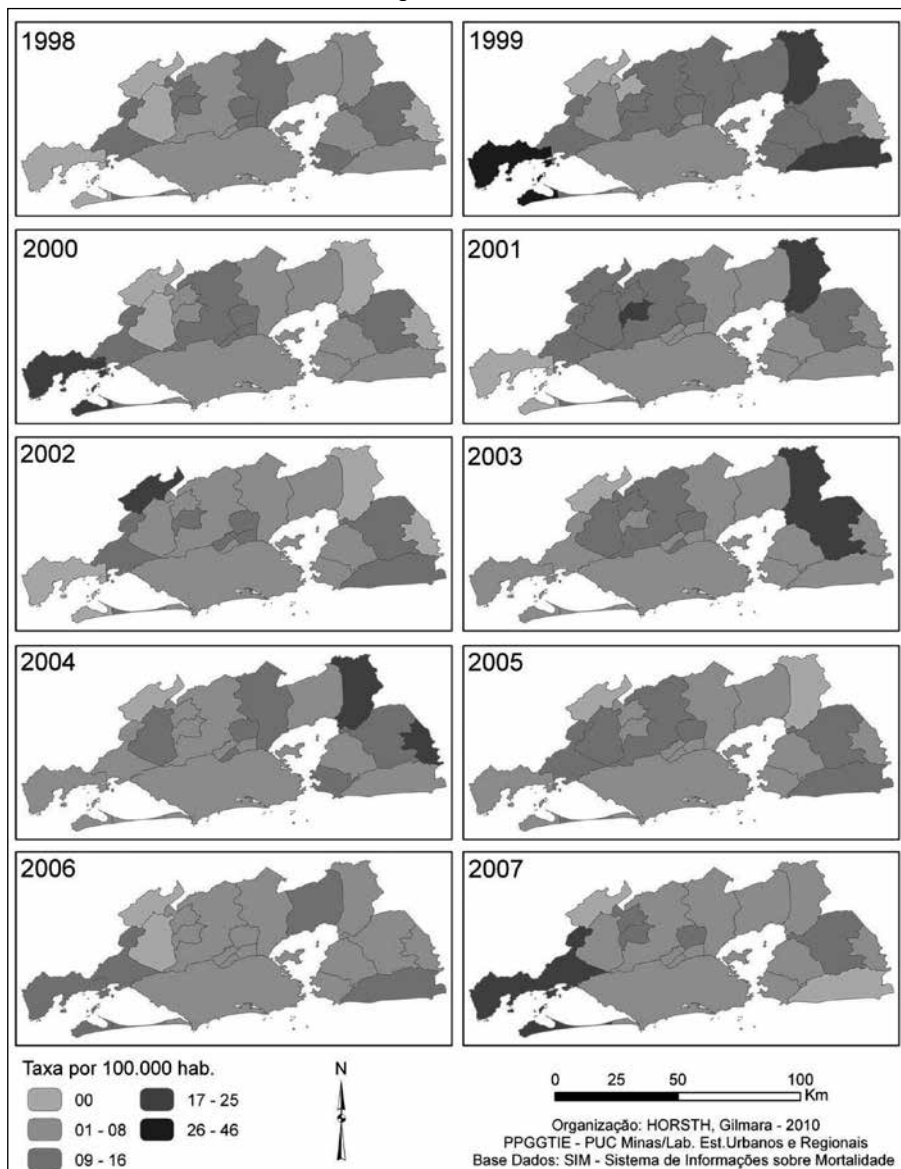 1998
1999
2000
2001
2002
2003
2004
2005
2006
2007
Taxa por 100.000 hab.
00
17 - 25
01 - 08
26 - 46
09 - 16
N
0 25 50 100
Km
Organização: HORSTH, Gilmara - 2010
PPGGTIE - PUC Minas/Lab. Est.Urbanos e Regionais
Base Dados: SIM - Sistema de Informações sobre Mortalidade